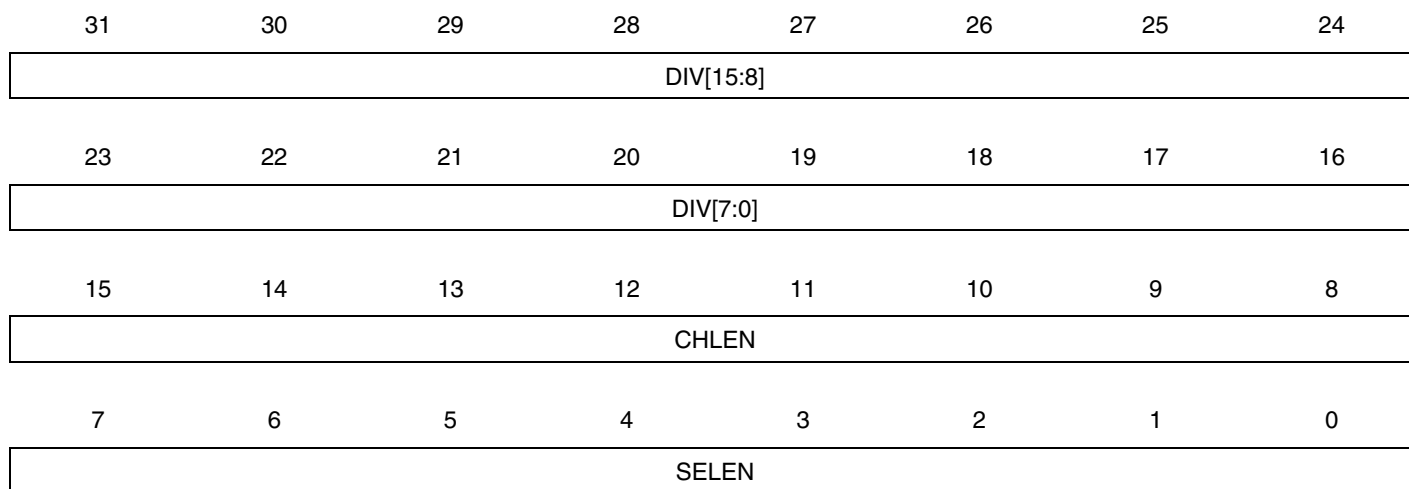 31 30 29 28 27 26 25 24
DIV[15:8]
23 22 21 20 19 18 17 16
DIV[7:0]
15 14 13 12 11 10 9 8
CHLEN
7 6 5 4 3 2 1 0
SELEN